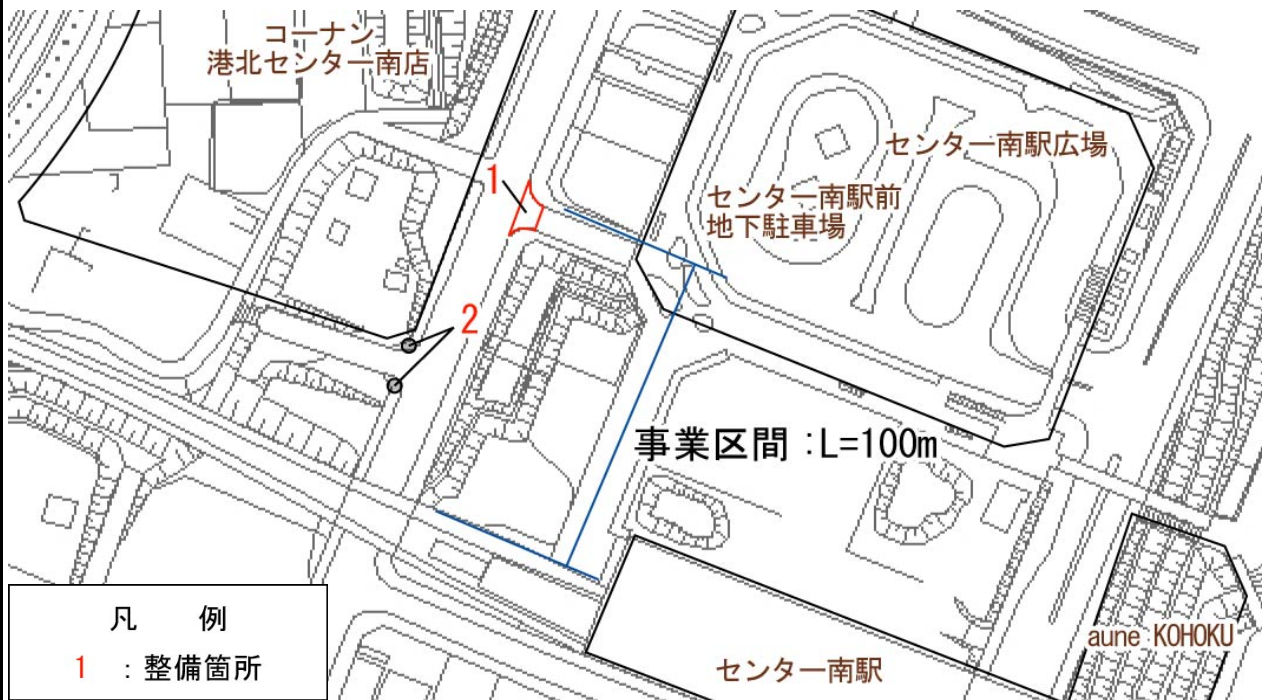 コーナン
港北センター南店
センター南駅広場
1
センター南駅前
地下駐車場
2
事業区間:L=100m
凡 例
1 :整備箇所
センター南駅
aune KOHOKU